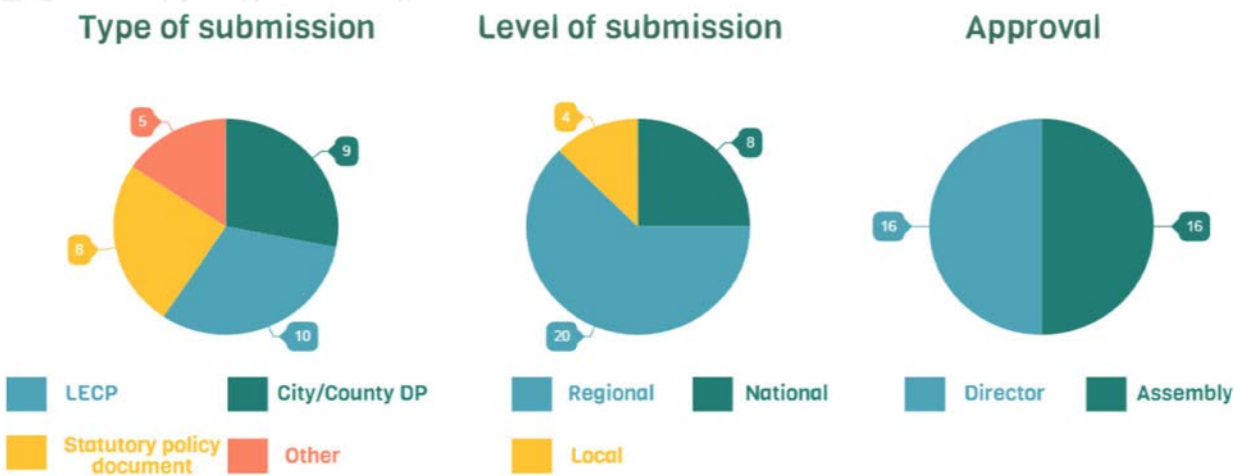 Type of submission
Level of submission
Approval
5
9
8
10
4
8
20
16
16
LECP
City/County DP
Statutory policy
document
Other
Regional
National
Local
Director
Assembly